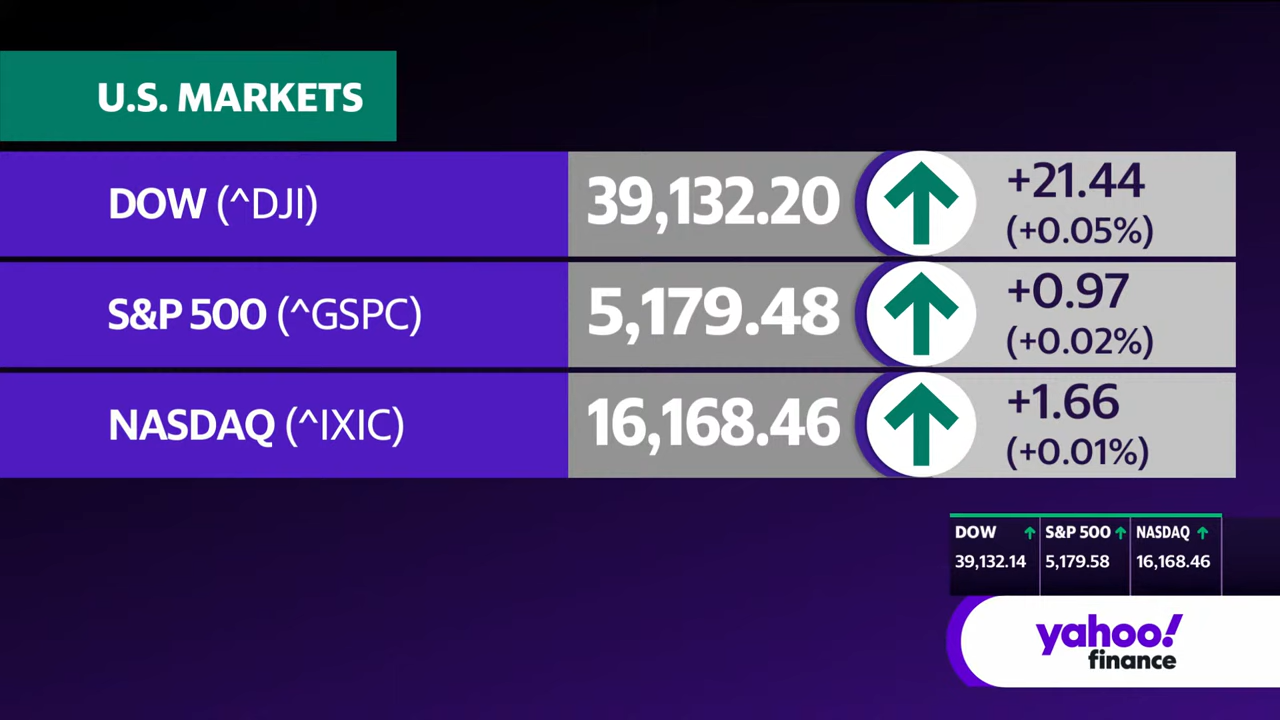 U.S. MARKETS
DOW (^DJI) 39,132.20 +21.44
(+0.05%)
S&P 500 (^GSPC) 5,179.48 +0.97
(+0.02%)
NASDAQ (^IXIC) 16,168.46 +1.66
(+0.01%)
DOW S&P 500 NASDAQ
39,132.14 5,179.58 16,168.46
yahoo!
finance